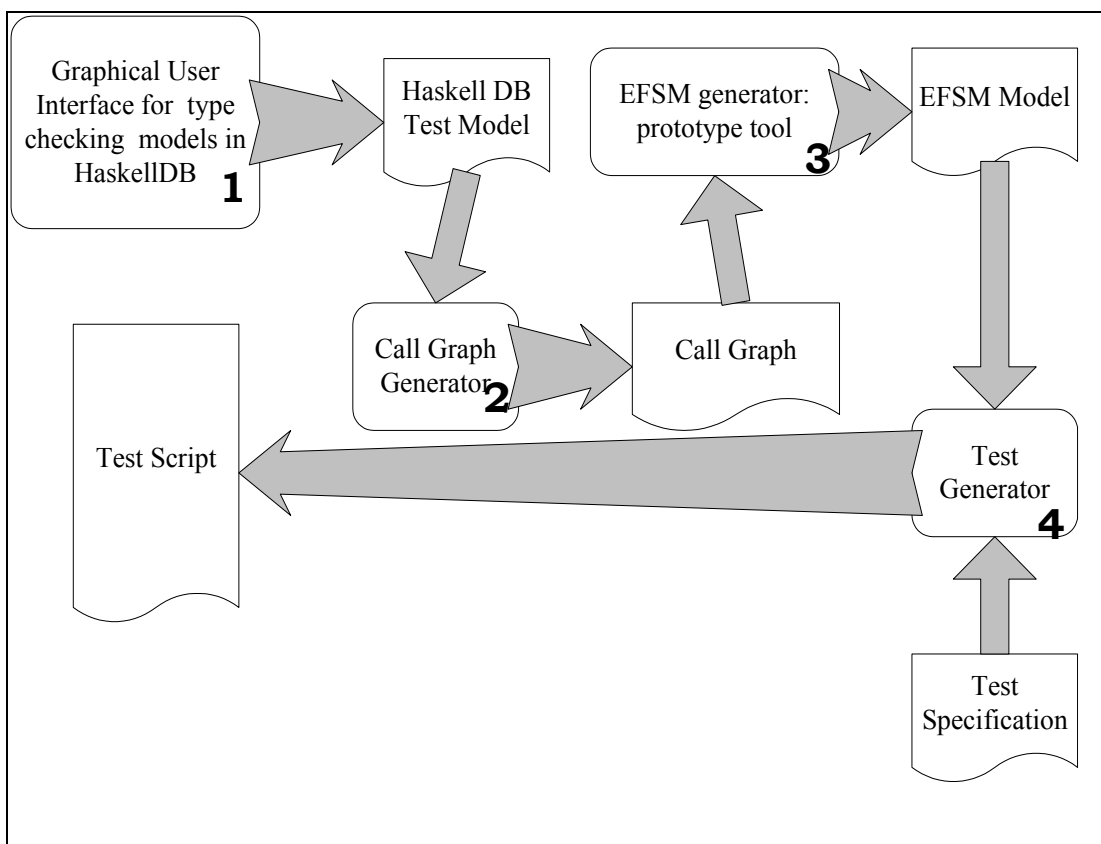 Graphical User
Interface for type
checking models in
HaskellDB
1
Haskell DB
Test Model
EFSM generator:
prototype tool
3
EFSM Model
Call Graph
Generator
2
Call Graph
Test Script
Test
Generator
4
Test
Specification